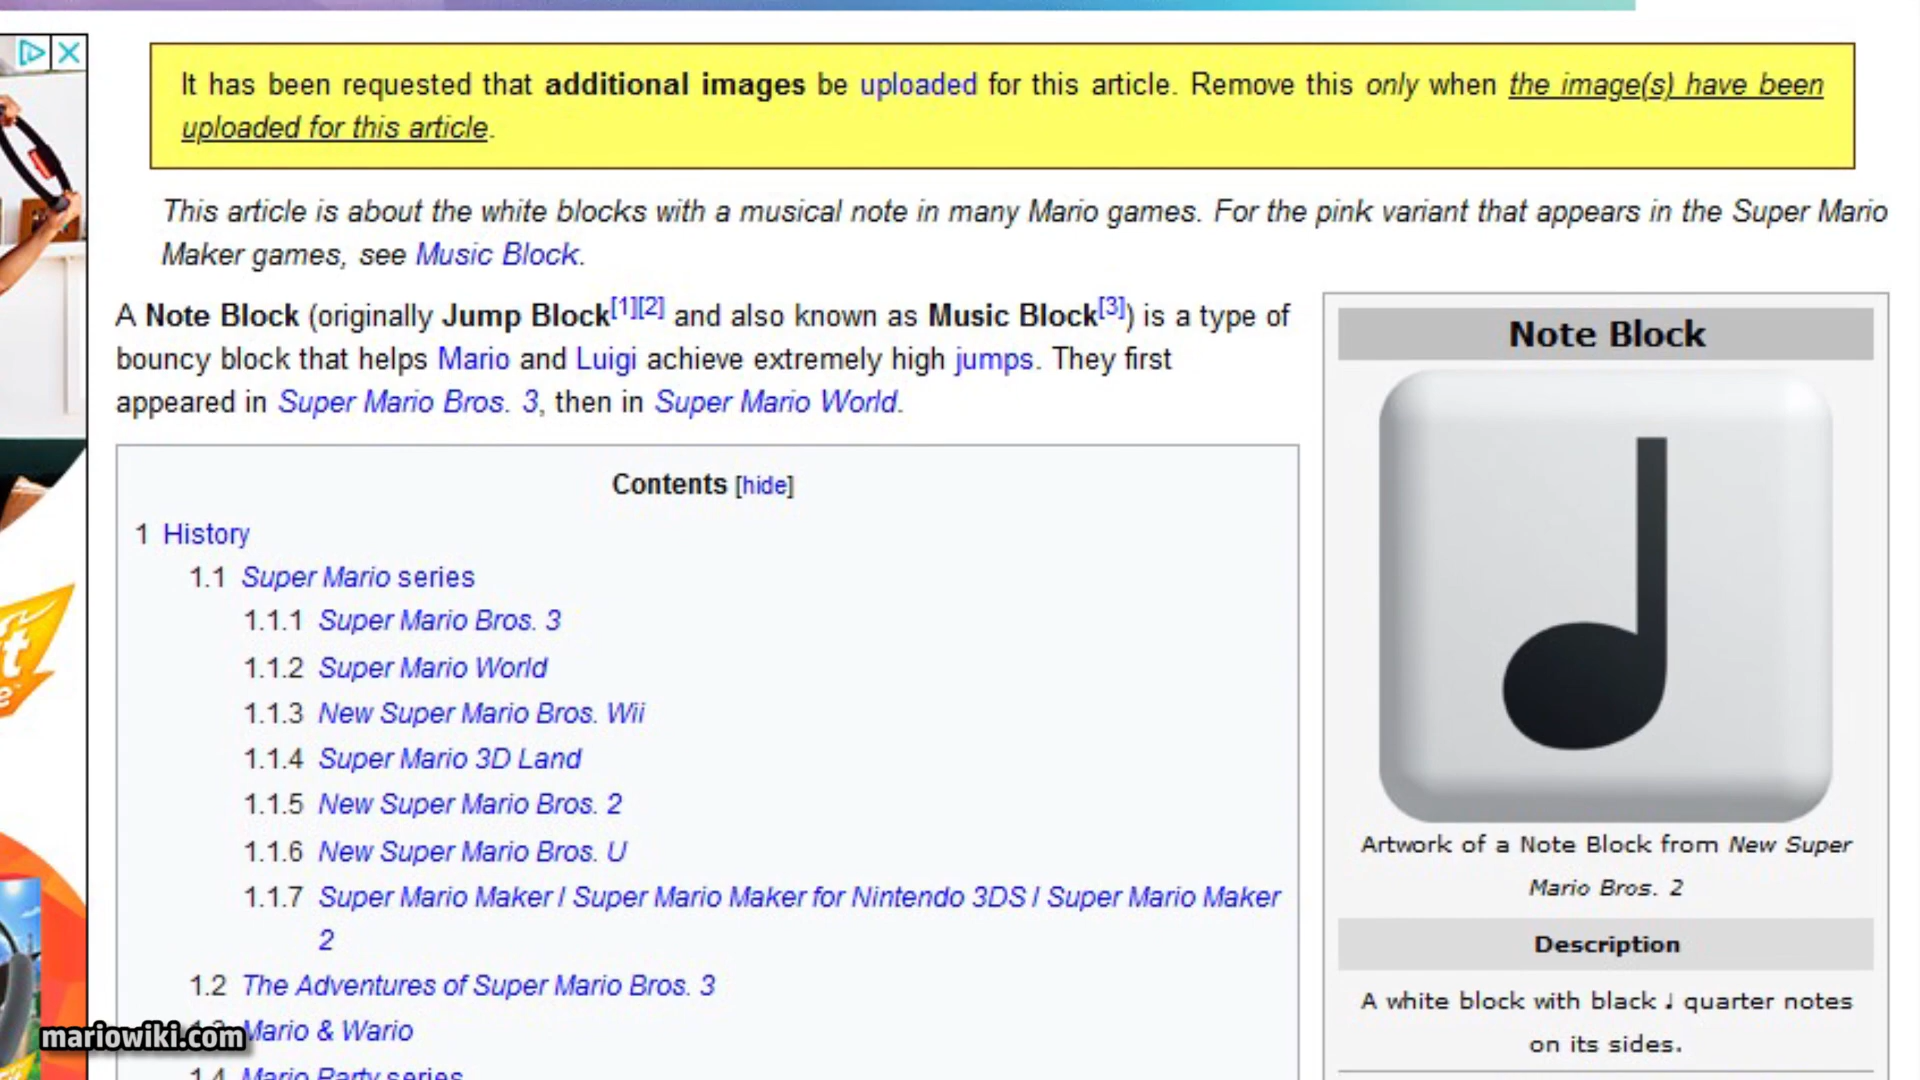 It has been requested that additional images be uploaded for this article. Remove this only when the image(s) have been
uploaded for this article.
This article is about the white blocks with a musical note in many Mario games. For the pink variant that appears in the Super Mario
Maker games, see Music Block.
A Note Block (originally Jump Block[1][2] and also known as Music Block[3]) is a type of
bouncy block that helps Mario and Luigi achieve extremely high jumps. They first
appeared in Super Mario Bros. 3, then in Super Mario World.
Contents [hide]
1 History
1.1 Super Mario series
1.1.1 Super Mario Bros. 3
1.1.2 Super Mario World
1.1.3 New Super Mario Bros. Wii
1.1.4 Super Mario 3D Land
1.1.5 New Super Mario Bros. 2
1.1.6 New Super Mario Bros. U
1.1.7 Super Mario Maker / Super Mario Maker for Nintendo 3DS / Super Mario Maker
2
1.2 The Adventures of Super Mario Bros. 3
Mario & Wario
1.4 Mario Party series
Note Block
Artwork of a Note Block from New Super
Mario Bros. 2
Description
A white block with black ♩ quarter notes
on its sides.
mariowiki.com